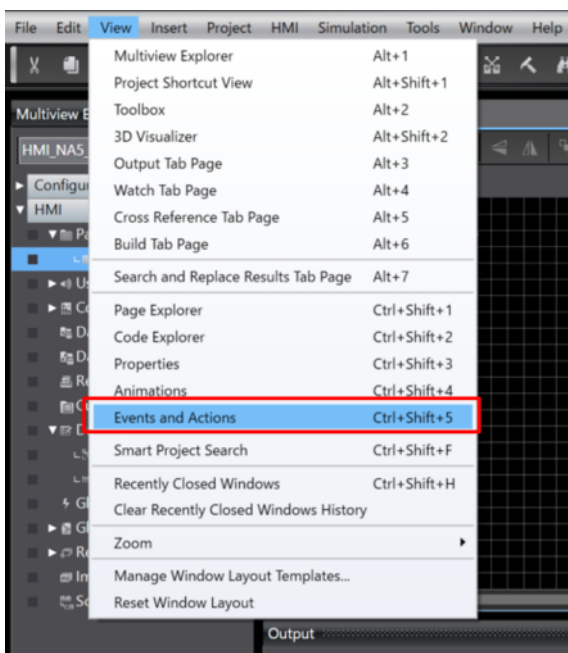 File Edit View Insert Project HMI Simulation Tools Window Help
Multiview Explorer Alt+1
Project Shortcut View Alt+Shift+1
Toolbox Alt+2
3D Visualizer Alt+Shift+2
Output Tab Page Alt+3
Watch Tab Page Alt+4
Cross Reference Tab Page Alt+5
Build Tab Page Alt+6
Search and Replace Results Tab Page Alt+7
Page Explorer Ctrl+Shift+1
Code Explorer Ctrl+Shift+2
Properties Ctrl+Shift+3
Animations Ctrl+Shift+4
Events and Actions Ctrl+Shift+5
Smart Project Search Ctrl+Shift+F
Recently Closed Windows Ctrl+Shift+H
Clear Recently Closed Windows History
Zoom
Manage Window Layout Templates...
Reset Window Layout
Multiview E
HMI_NA5_
Configur
HMI
Output